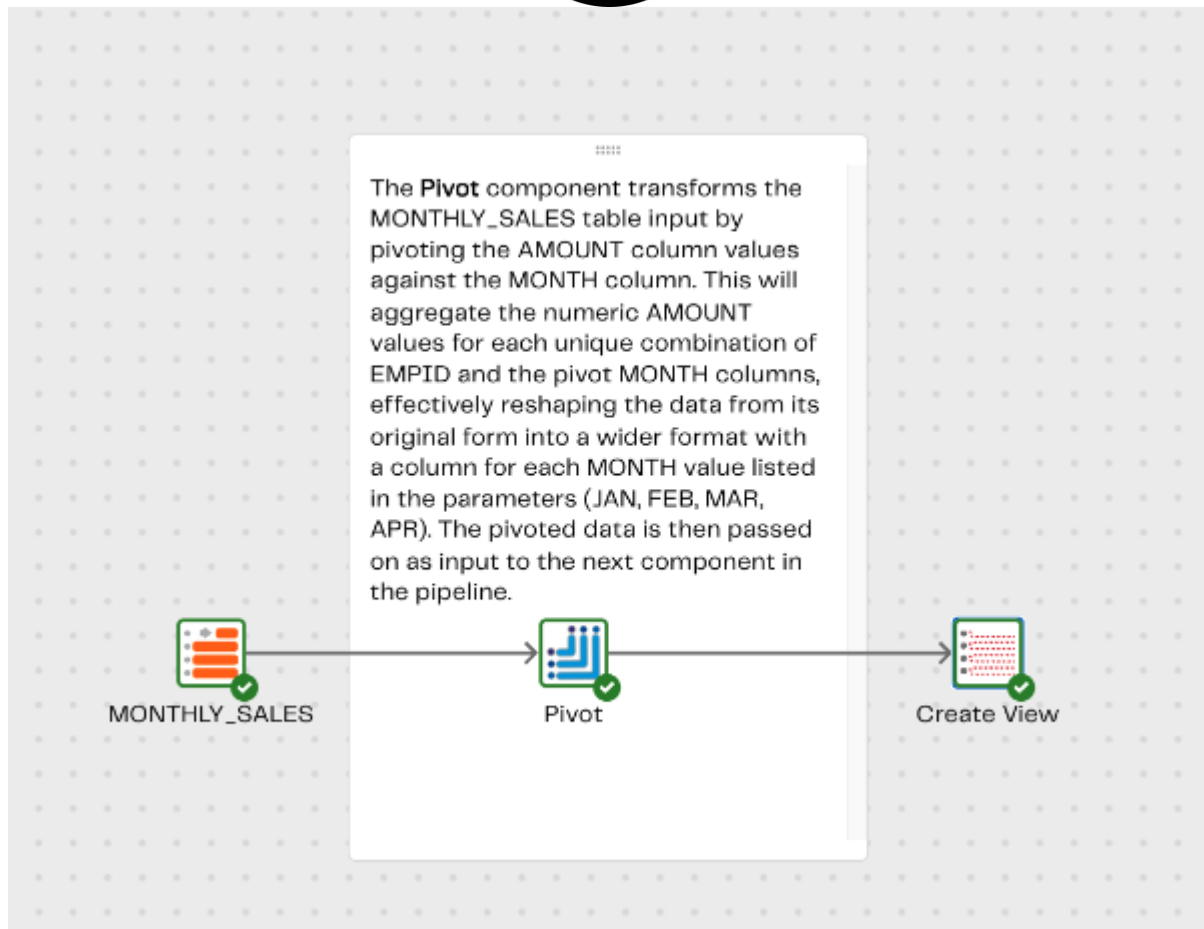 The Pivot component transforms the
MONTHLY_SALES table input by
pivoting the AMOUNT column values
against the MONTH column. This will
aggregate the numeric AMOUNT
values for each unique combination of
EMPID and the pivot MONTH columns,
effectively reshaping the data from its
original form into a wider format with
a column for each MONTH value listed
in the parameters (JAN, FEB, MAR,
APR). The pivoted data is then passed
on as input to the next component in
the pipeline.
MONTHLY_SALES
Pivot
Create View